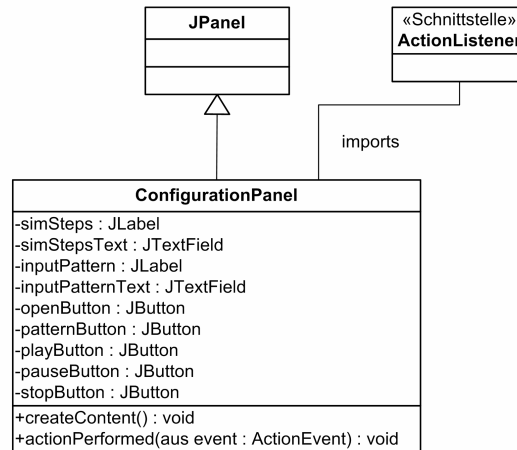 JPanel
«Schnittstelle»
ActionListener
imports
ConfigurationPanel
-simSteps : JLabel
-simStepsText : JTextField
-inputPattern : JLabel
-inputPatternText : JTextField
-openButton : JButton
-patternButton : JButton
-playButton : JButton
-pauseButton : JButton
-stopButton : JButton
+createContent() : void
+actionPerformed(aus event : ActionEvent) : void